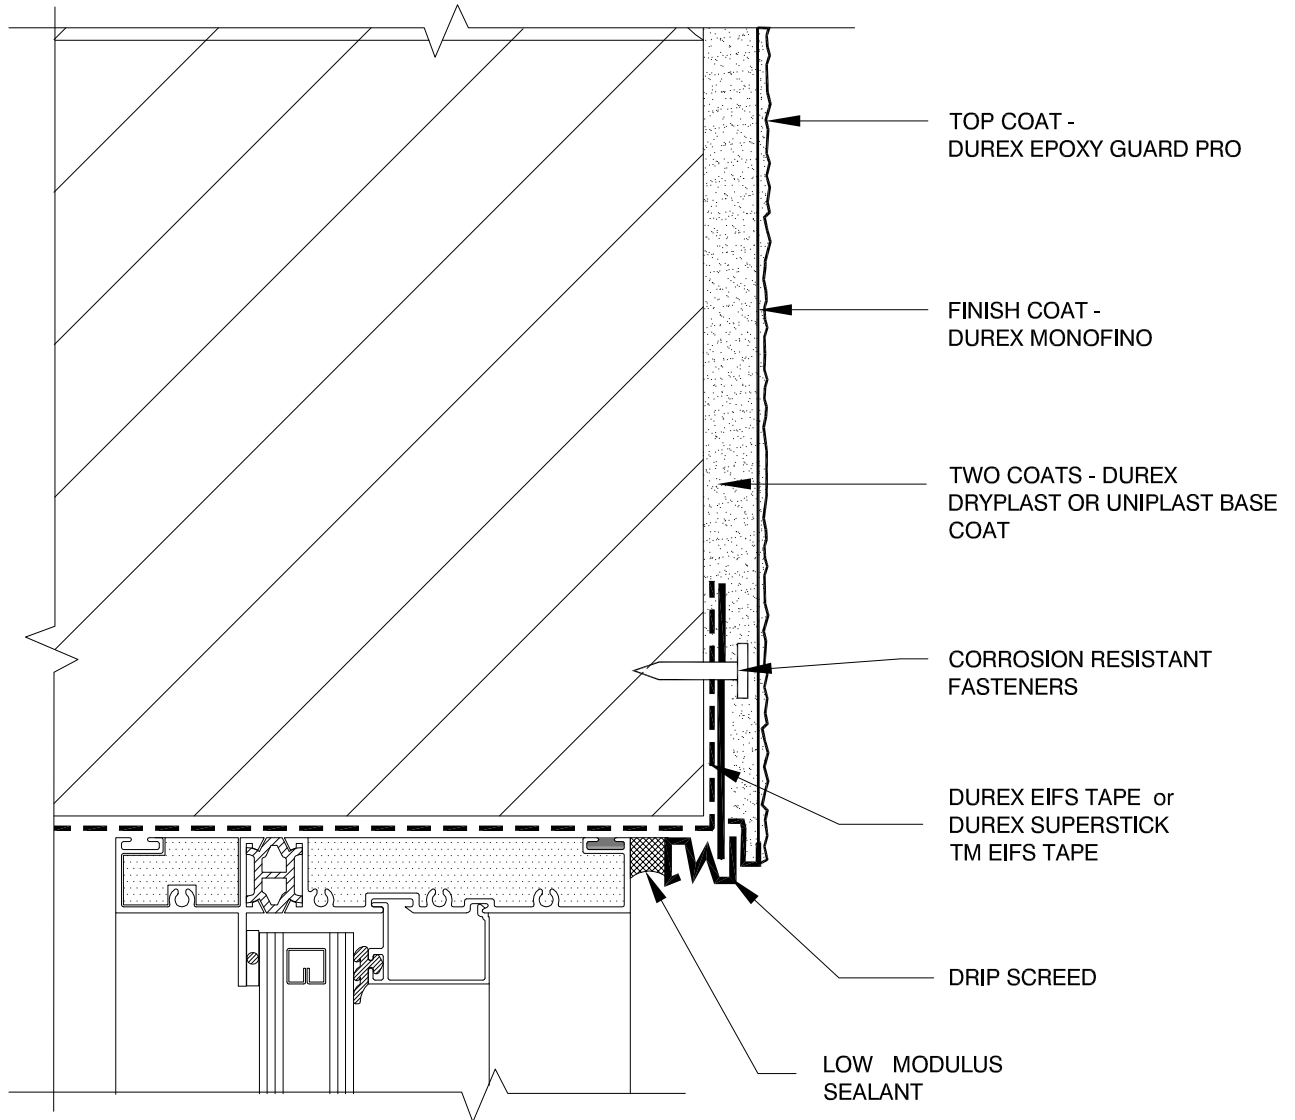 TOP COAT -
DUREX EPOXY GUARD PRO
FINISH COAT -
DUREX MONOFINO
TWO COATS - DUREX
DRYPLAST OR UNIPLAST BASE
COAT
CORROSION RESISTANT
FASTENERS
DUREX EIFS TAPE or
DUREX SUPERSTICK
TM EIFS TAPE
DRIP SCREED
LOW MODULUS
SEALANT